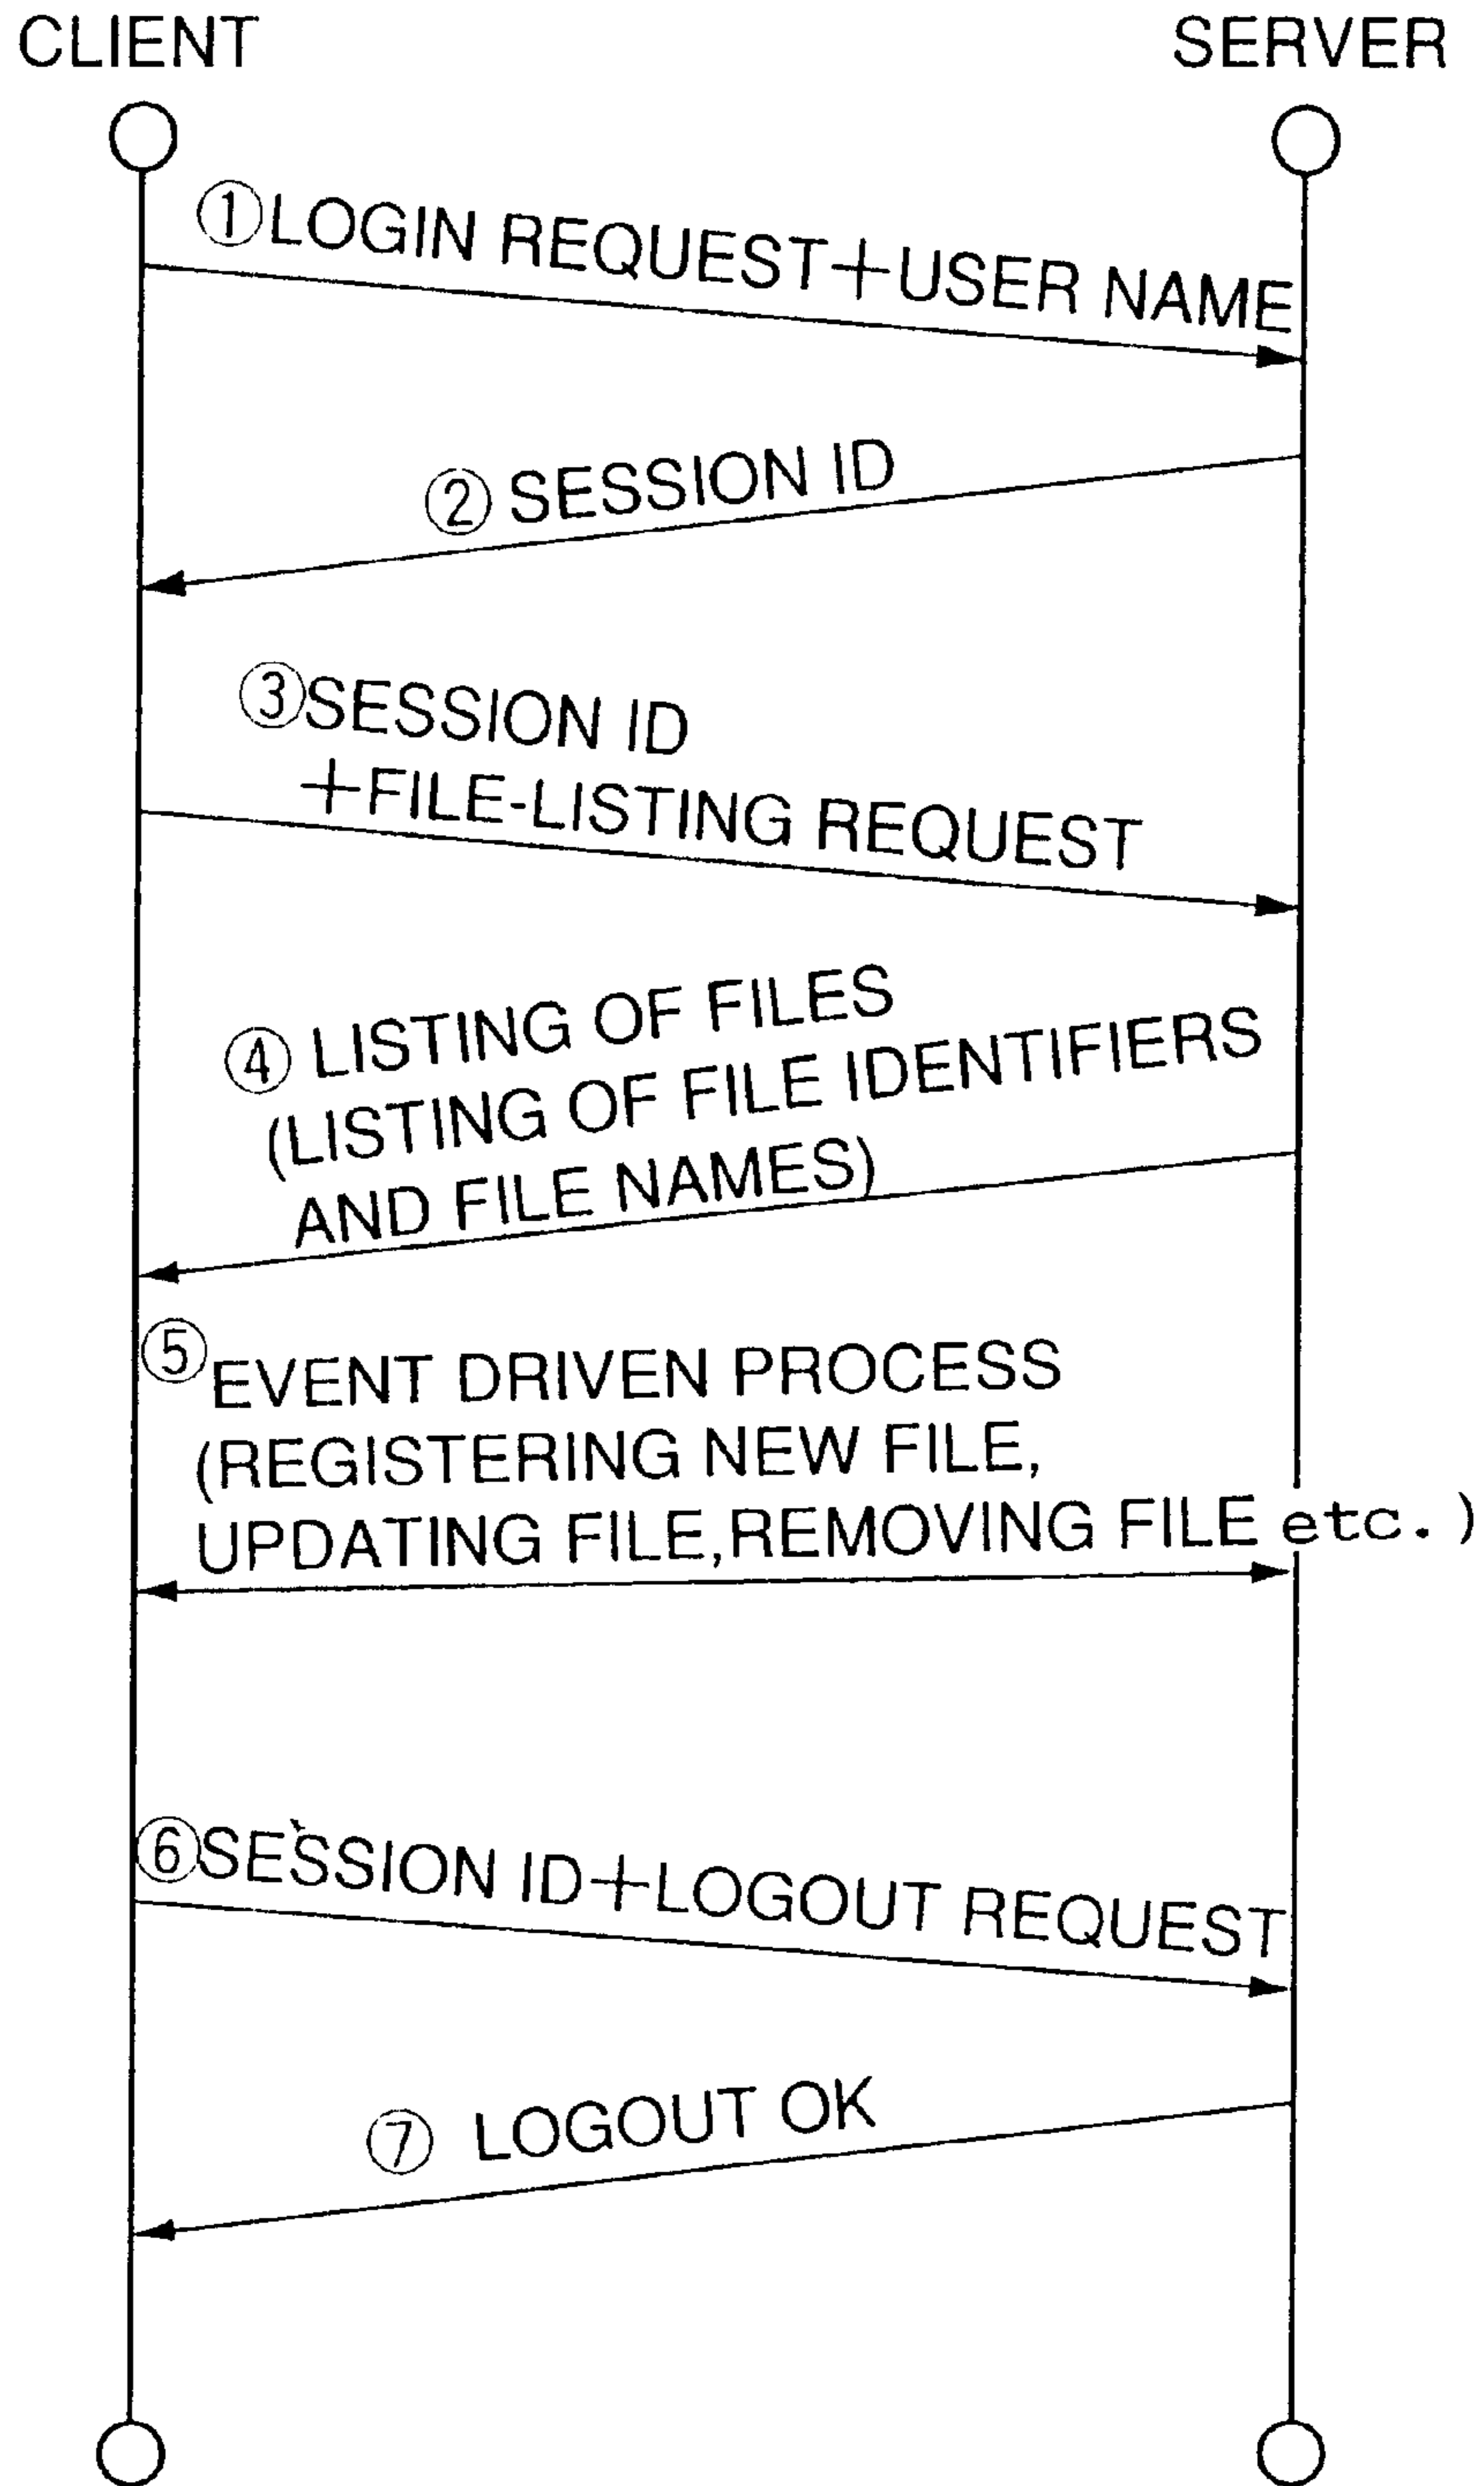 CLIENT
SERVER
①LOGIN REQUEST+USER NAME
② SESSION ID
③SESSION ID
+FILE-LISTING REQUEST
④ LISTING OF FILES
(LISTING OF FILE IDENTIFIERS
AND FILE NAMES)
⑤EVENT DRIVEN PROCESS
(REGISTERING NEW FILE,
UPDATING FILE,REMOVING FILE etc.)
⑥SESSION ID+LOGOUT REQUEST
⑦ LOGOUT OK